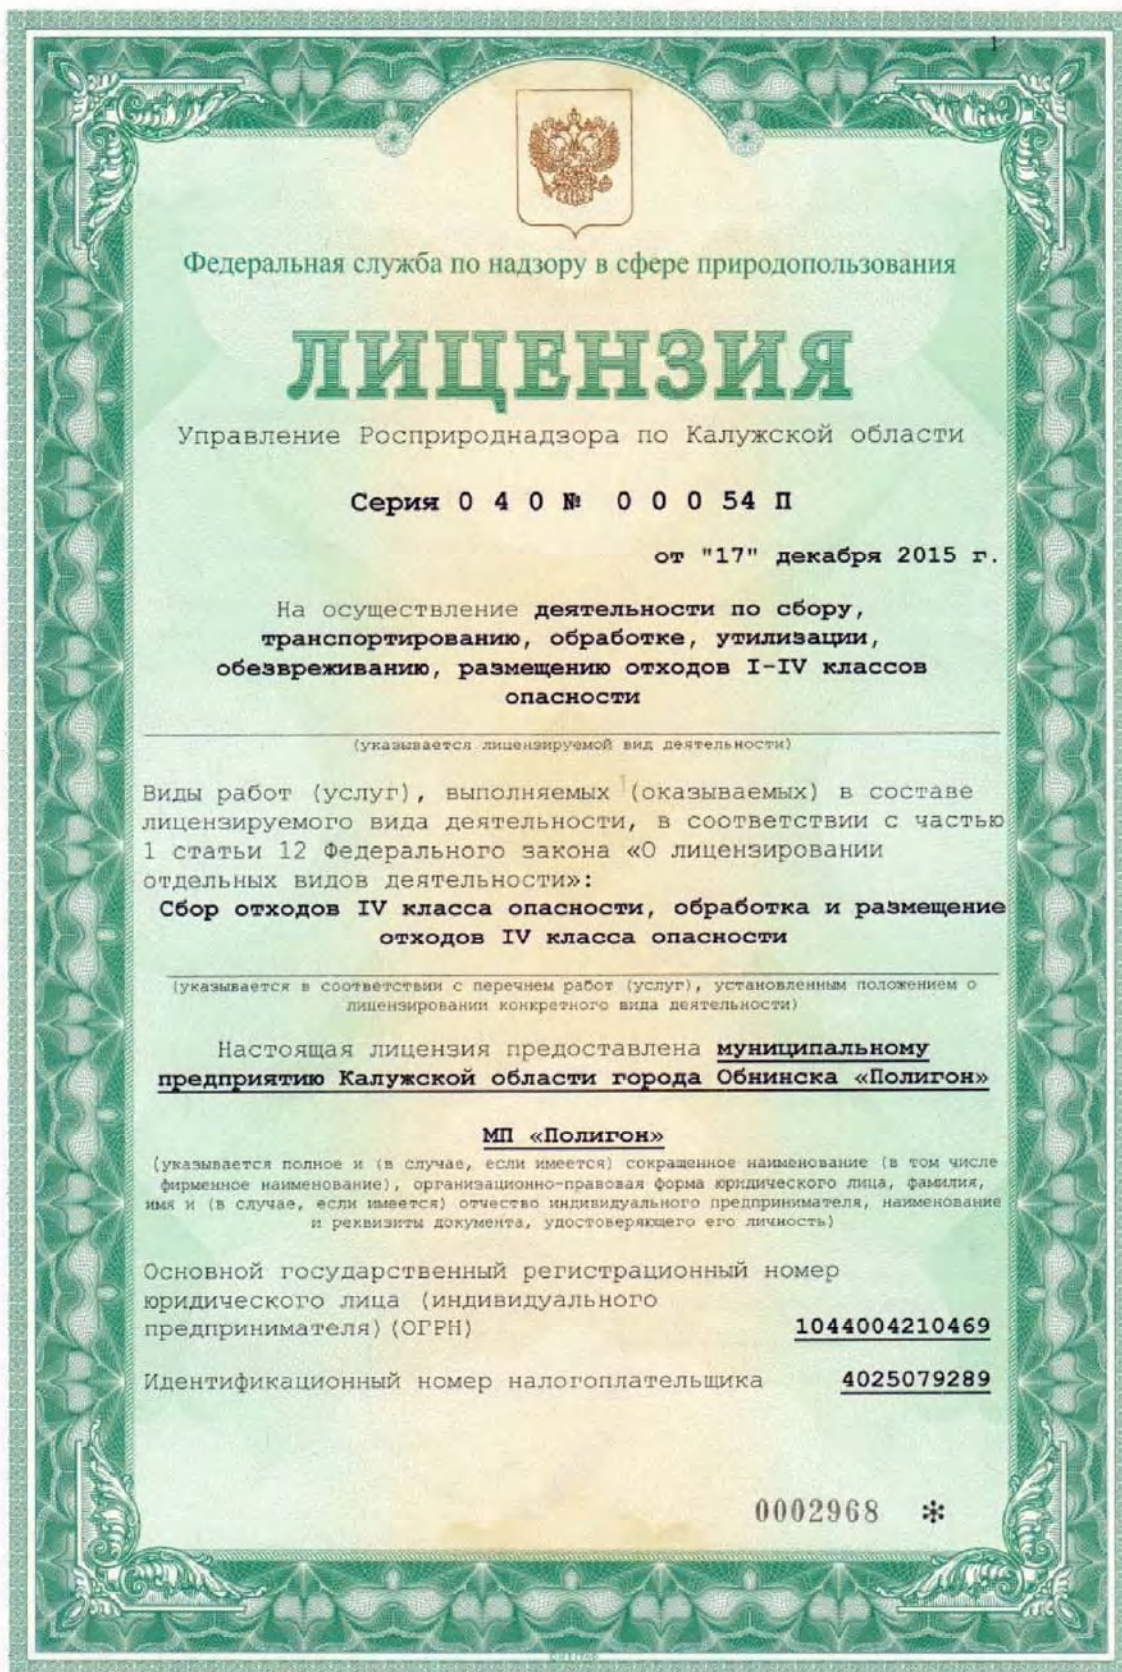 1
Федеральная служба по надзору в сфере природопользования
ЛИЦЕНЗИЯ
Управление Росприроднадзора по Калужской области
Серия 0 4 0 № 0 0 0 54 П
от "17" декабря 2015 г.
На осуществление деятельности по сбору,
транспортированию, обработке, утилизации,
обезвреживанию, размещению отходов I-IV классов
опасности
(указывается лицензируемой вид деятельности)
Виды работ (услуг), выполняемых (оказываемых) в составе
лицензируемого вида деятельности, в соответствии с частью
1 статьи 12 Федерального закона «О лицензировании
отдельных видов деятельности»:
Сбор отходов IV класса опасности, обработка и размещение
отходов IV класса опасности
(указывается в соответствии с перечнем работ (услуг), установленным положением о
лицензировании конкретного вида деятельности)
Настоящая лицензия предоставлена муниципальному
предприятию Калужской области города Обнинска «Полигон»
МП «Полигон»
(указывается полное и (в случае, если имеется) сокращенное наименование (в том числе
фирменное наименование), организационно-правовая форма юридического лица, фамилия,
имя и (в случае, если имеется) отчество индивидуального предпринимателя, наименование
и реквизиты документа, удостоверяющего его личность)
Основной государственный регистрационный номер
юридического лица (индивидуального
предпринимателя) (ОГРН) 1044004210469
Идентификационный номер налогоплательщика 4025079289
0002968 *